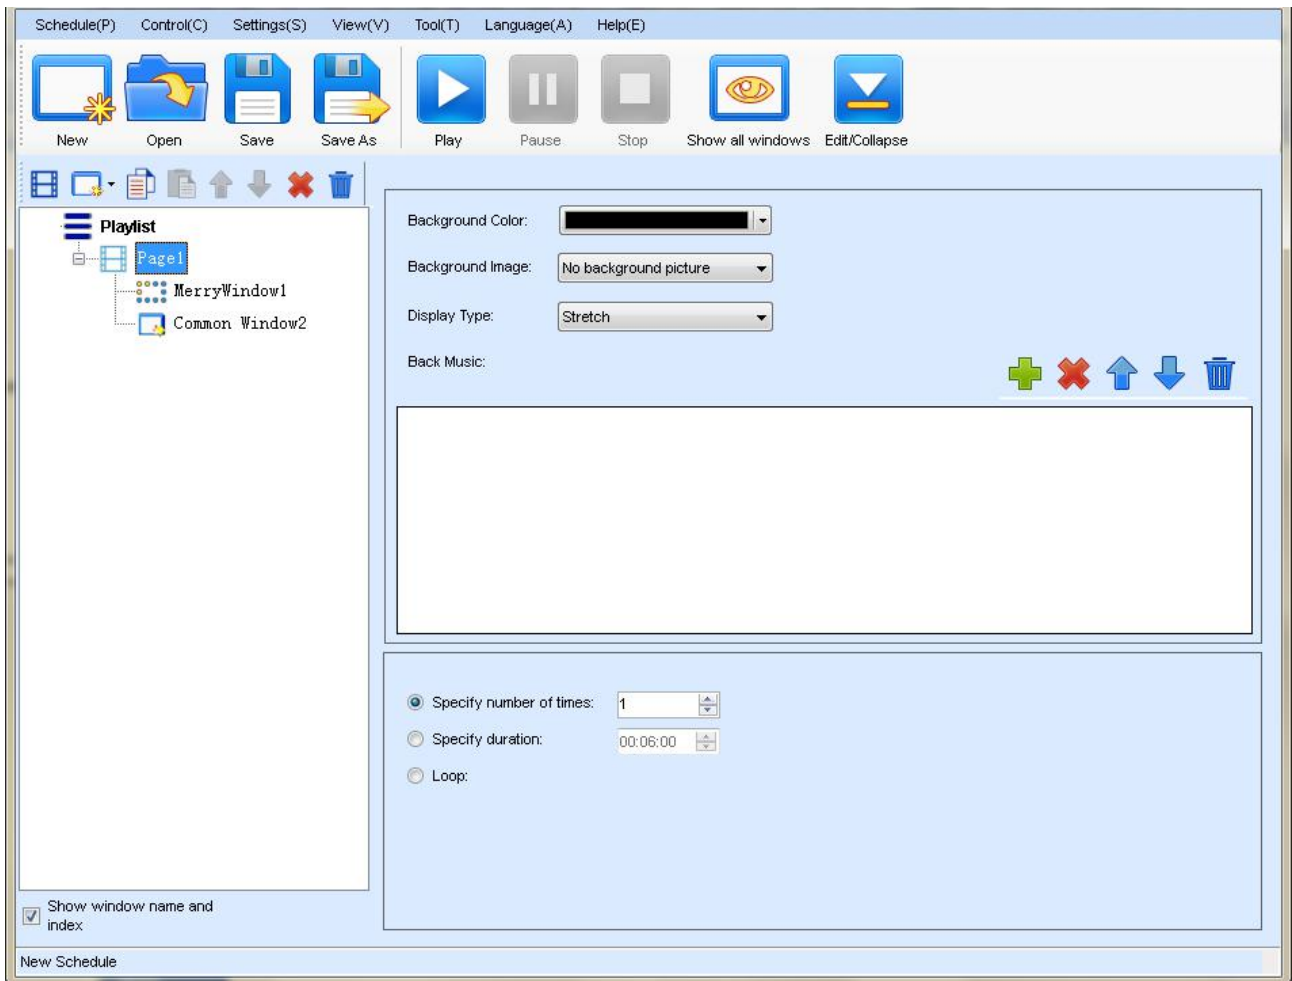 Schedule(P) Control(C) Settings(S) View(V) Tool(T) Language(A) Help(E)
New Open Save Save As Play Pause Stop Show all windows Edit/Collapse
Playlist
Page1
MerryWindow1
Common Window2
Show window name and
index
Background Color:
Background Image: No background picture
Display Type: Stretch
Back Music:
Specify number of times: 1
Specify duration: 00:06:00
Loop:
New Schedule